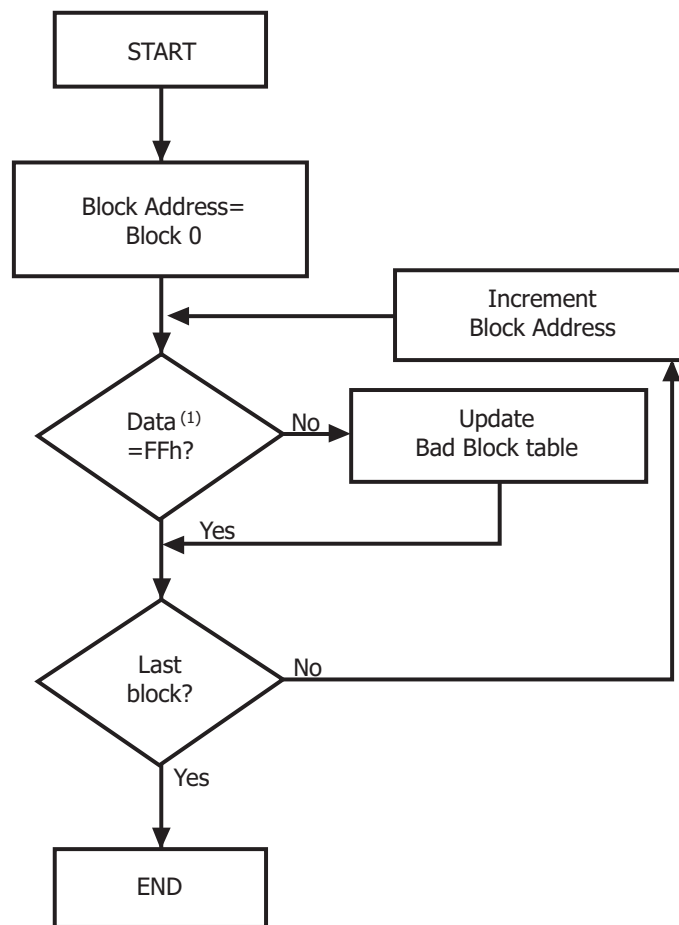 START
Block Address=
Block 0
Increment
Block Address
Data (1)
=FFh?
No
Update
Bad Block table
Yes
Last
block?
No
Yes
END